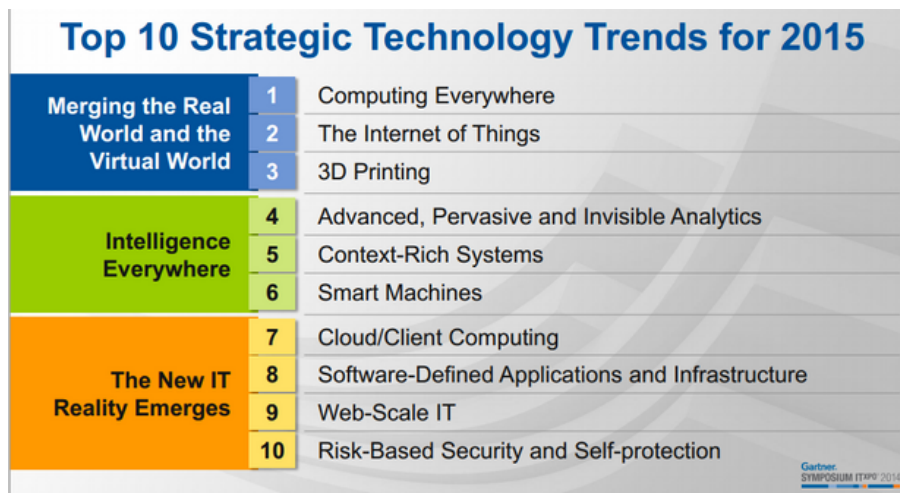 Top 10 Strategic Technology Trends for 2015
Merging the Real
World and the
Virtual World
1 Computing Everywhere
2 The Internet of Things
3 3D Printing
Intelligence
Everywhere
4 Advanced, Pervasive and Invisible Analytics
5 Context-Rich Systems
6 Smart Machines
The New IT
Reality Emerges
7 Cloud/Client Computing
8 Software-Defined Applications and Infrastructure
9 Web-Scale IT
10 Risk-Based Security and Self-protection
Gartner.
SYMPOSIUM ITXPO 2014